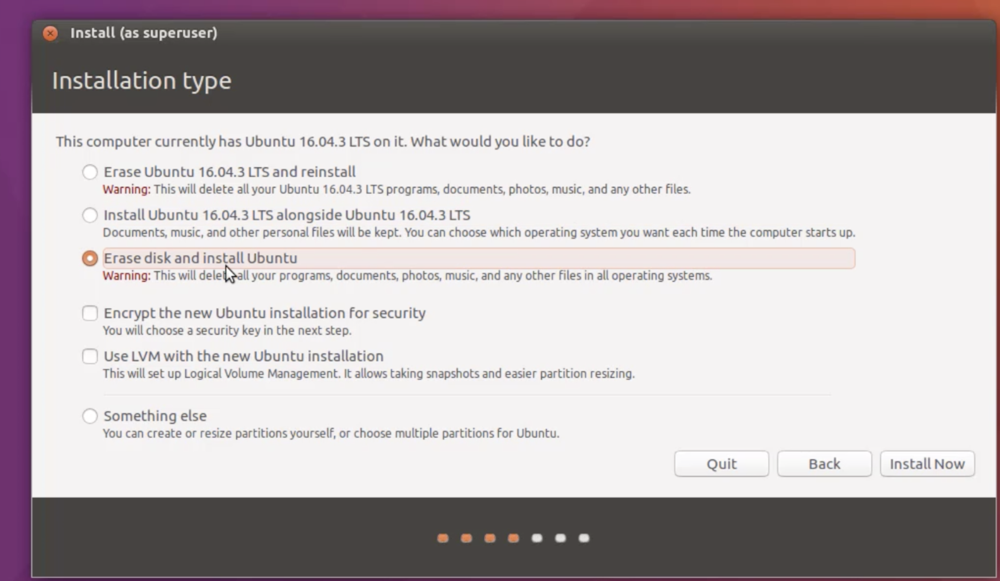 Install (as superuser)
Installation type
This computer currently has Ubuntu 16.04.3 LTS on it. What would you like to do?
Erase Ubuntu 16.04.3 LTS and reinstall
Warning: This will delete all your Ubuntu 16.04.3 LTS programs, documents, photos, music, and any other files.
Install Ubuntu 16.04.3 LTS alongside Ubuntu 16.04.3 LTS
Documents, music, and other personal files will be kept. You can choose which operating system you want each time the computer starts up.
Erase disk and install Ubuntu
Warning: This will delete all your programs, documents, photos, music, and any other files in all operating systems.
Encrypt the new Ubuntu installation for security
You will choose a security key in the next step.
Use LVM with the new Ubuntu installation
This will set up Logical Volume Management. It allows taking snapshots and easier partition resizing.
Something else
You can create or resize partitions yourself, or choose multiple partitions for Ubuntu.
Quit Back Install Now